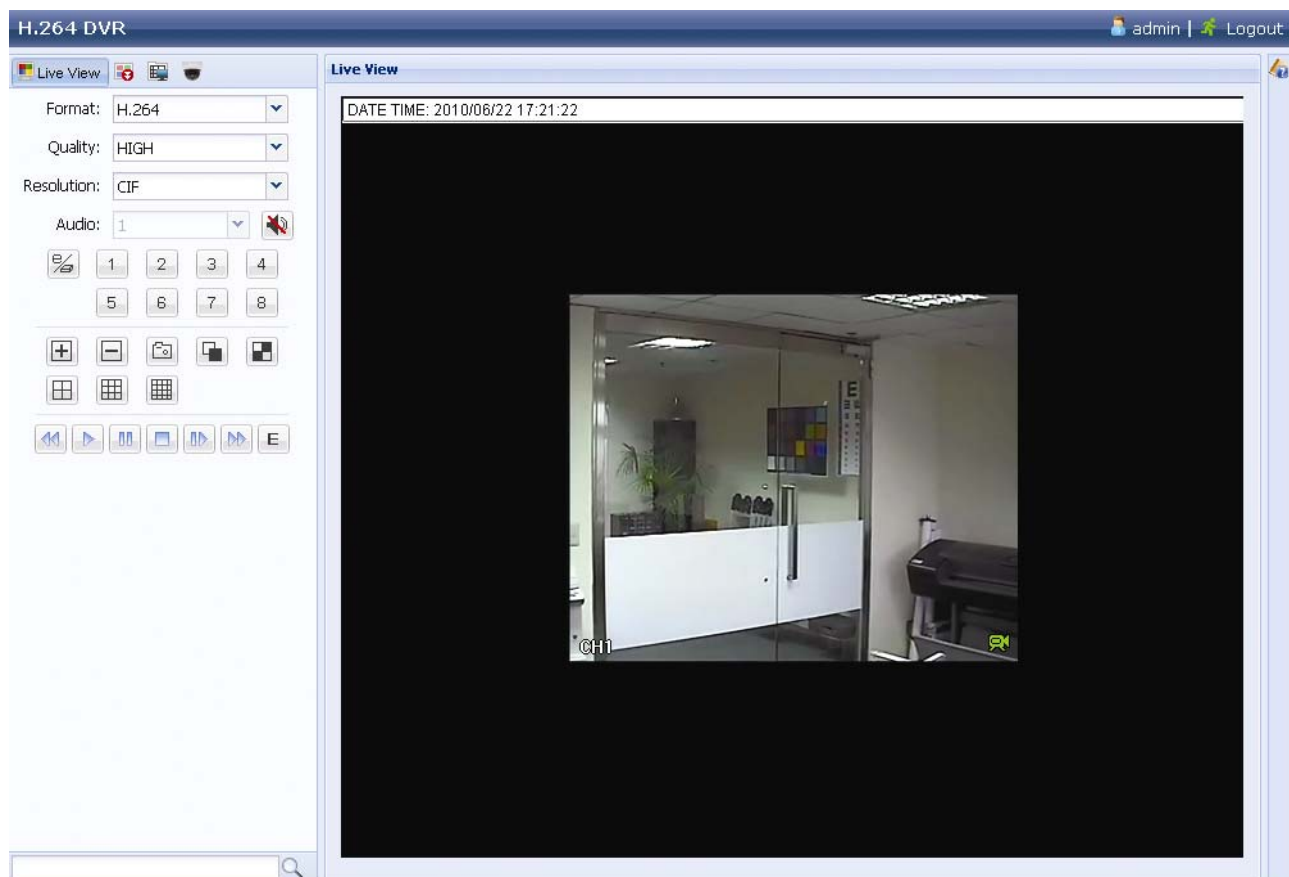 H.264 DVR
admin | Logout
Live View
Format: H.264
Quality: HIGH
Resolution: CIF
Audio: 1
1 2 3 4
5 6 7 8
E
Live View
DATE TIME: 2010/06/22 17:21:22
E
CH1